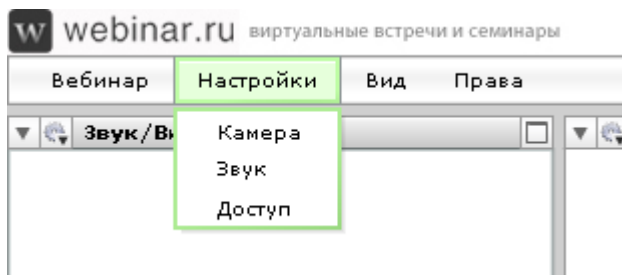 w webinar.ru виртуальные встречи и семинары
Вебинар Настройки Вид Права
Звук/Ви
Камера
Звук
Доступ